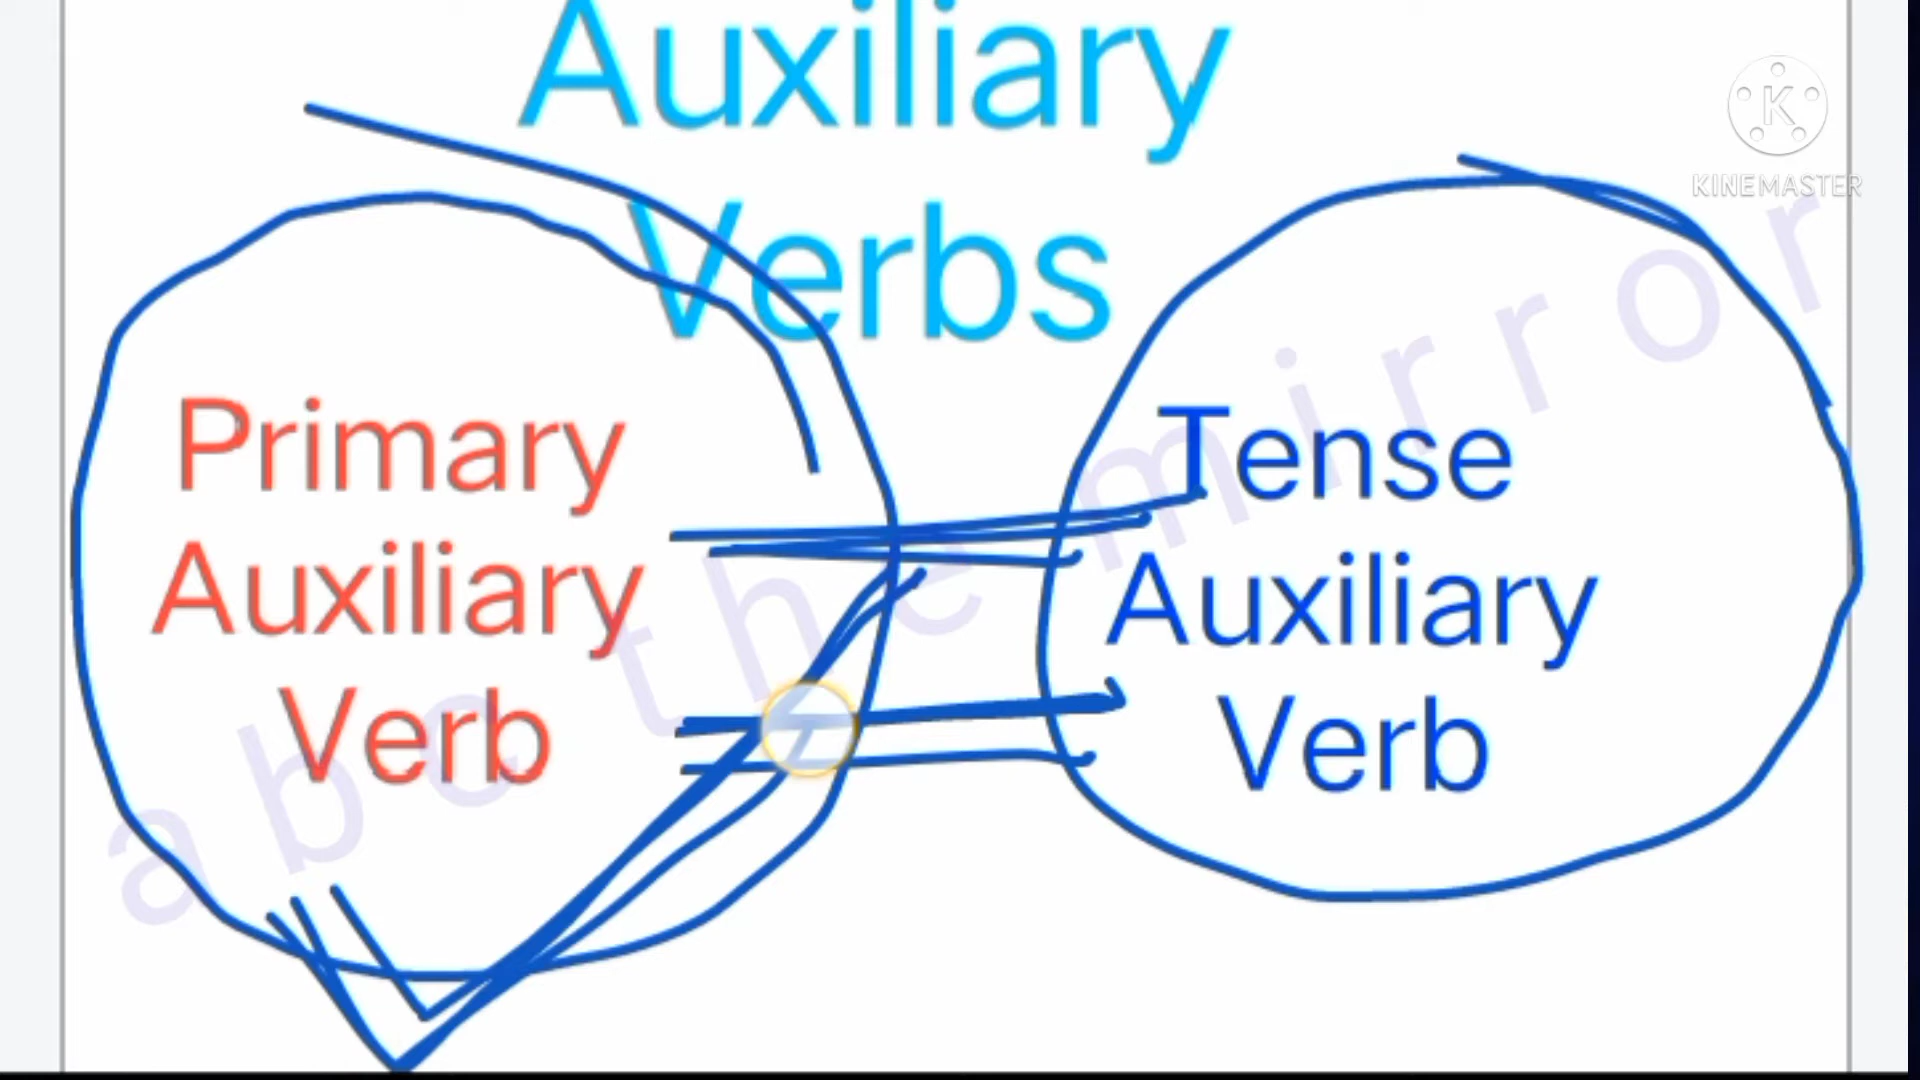 Auxiliary
Verbs
KINEMASTER
Primary
Auxiliary
Verb
Tense
Auxiliary
Verb
abc the mirror